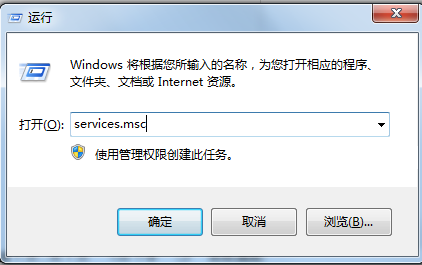 运行
Windows 将根据您所输入的名称，为您打开相应的程序、
文件夹、文档或 Internet 资源。
打开(O): services.msc
使用管理权限创建此任务。
确定 取消 浏览(B)...